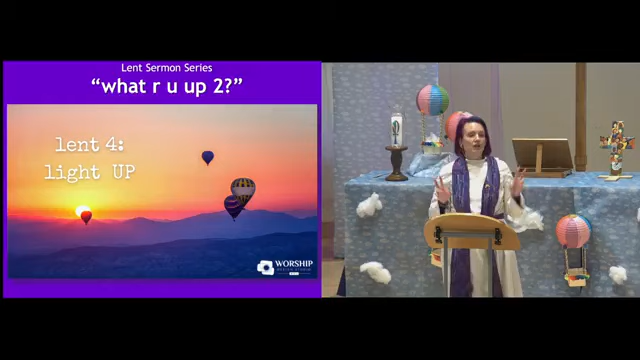 Lent Sermon Series
“what r u up 2?”
lent 4:
light UP
WORSHIP